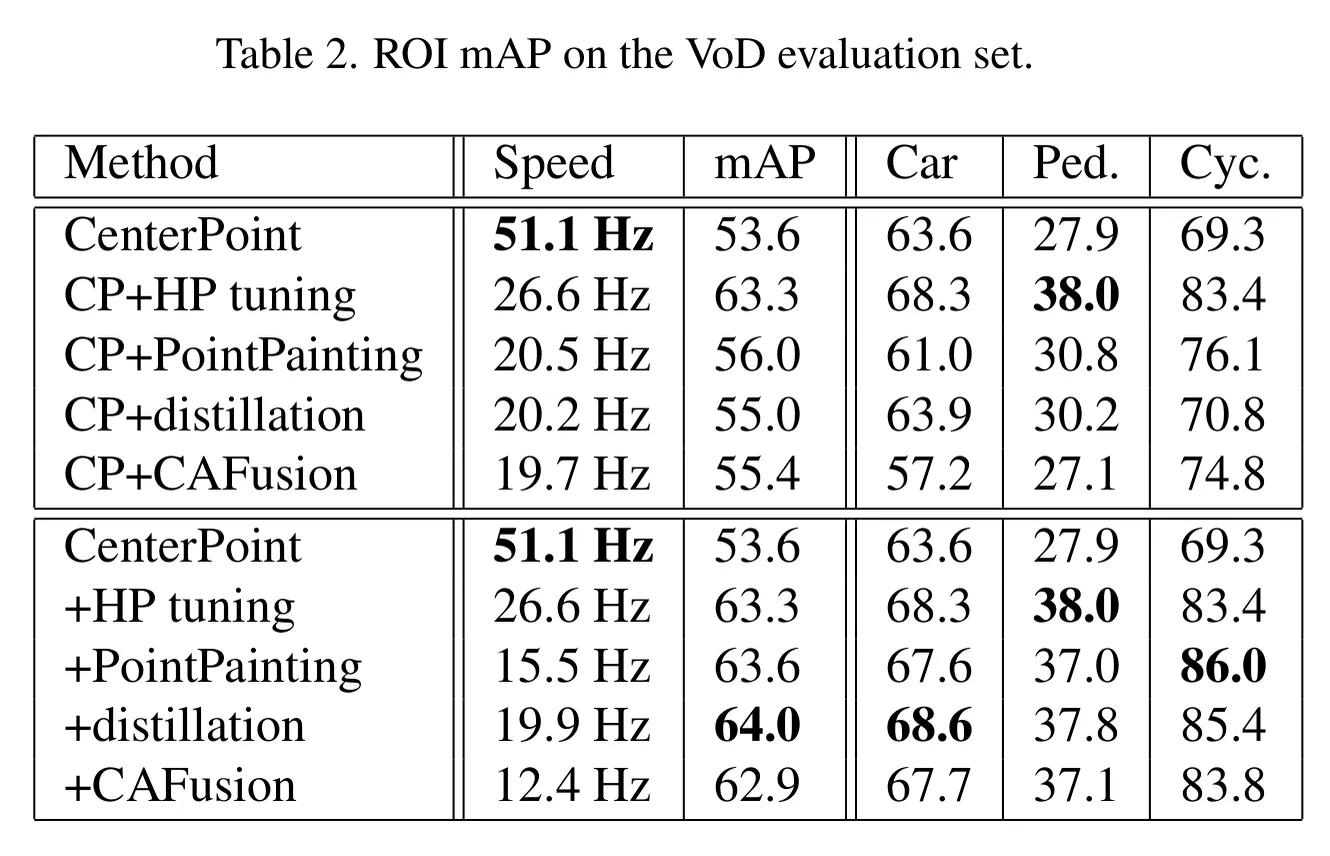 Table 2. ROI mAP on the VoD evaluation set.
Method Speed mAP Car Ped. Cyc.
CenterPoint 51.1 Hz 53.6 63.6 27.9 69.3
CP+HP tuning 26.6 Hz 63.3 68.3 38.0 83.4
CP+PointPainting 20.5 Hz 56.0 61.0 30.8 76.1
CP+distillation 20.2 Hz 55.0 63.9 30.2 70.8
CP+CAFusion 19.7 Hz 55.4 57.2 27.1 74.8
CenterPoint 51.1 Hz 53.6 63.6 27.9 69.3
+HP tuning 26.6 Hz 63.3 68.3 38.0 83.4
+PointPainting 15.5 Hz 63.6 67.6 37.0 86.0
+distillation 19.9 Hz 64.0 68.6 37.8 85.4
+CAFusion 12.4 Hz 62.9 67.7 37.1 83.8